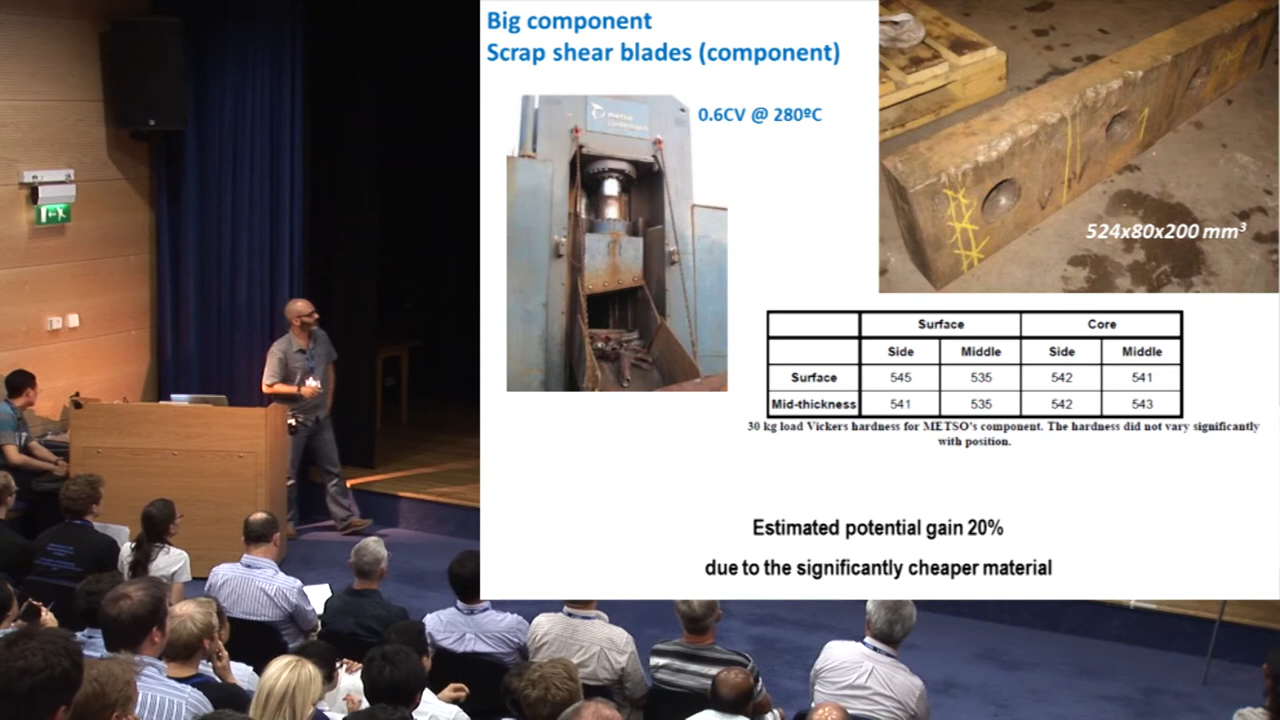 Big component
Scrap shear blades (component)
0.6CV @ 280ºC
metso
524x80x200 mm³
Surface Core
Side Middle Side Middle
Surface 545 535 542 541
Mid-thickness 541 535 542 543
30 kg load Vickers hardness for METSO's component. The hardness did not vary significantly
with position.
Estimated potential gain 20%
due to the significantly cheaper material